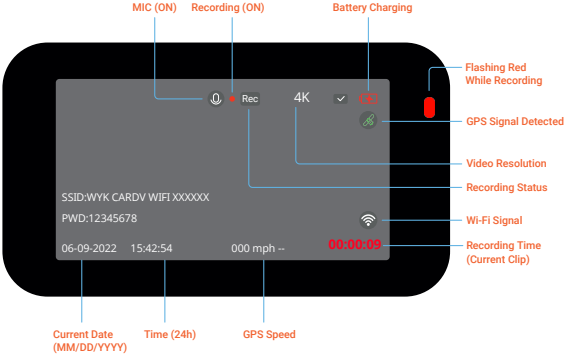 MIC (ON)
Recording (ON)
Battery Charging
Flashing Red
While Recording
Rec
4K
GPS Signal Detected
Video Resolution
Recording Status
SSID:WYK CARDV WIFI XXXXXX
PWD:12345678
Wi-Fi Signal
06-09-2022
15:42:54
000 mph --
00:00:09
Recording Time
(Current Clip)
Current Date
(MM/DD/YYYY)
Time (24h)
GPS Speed